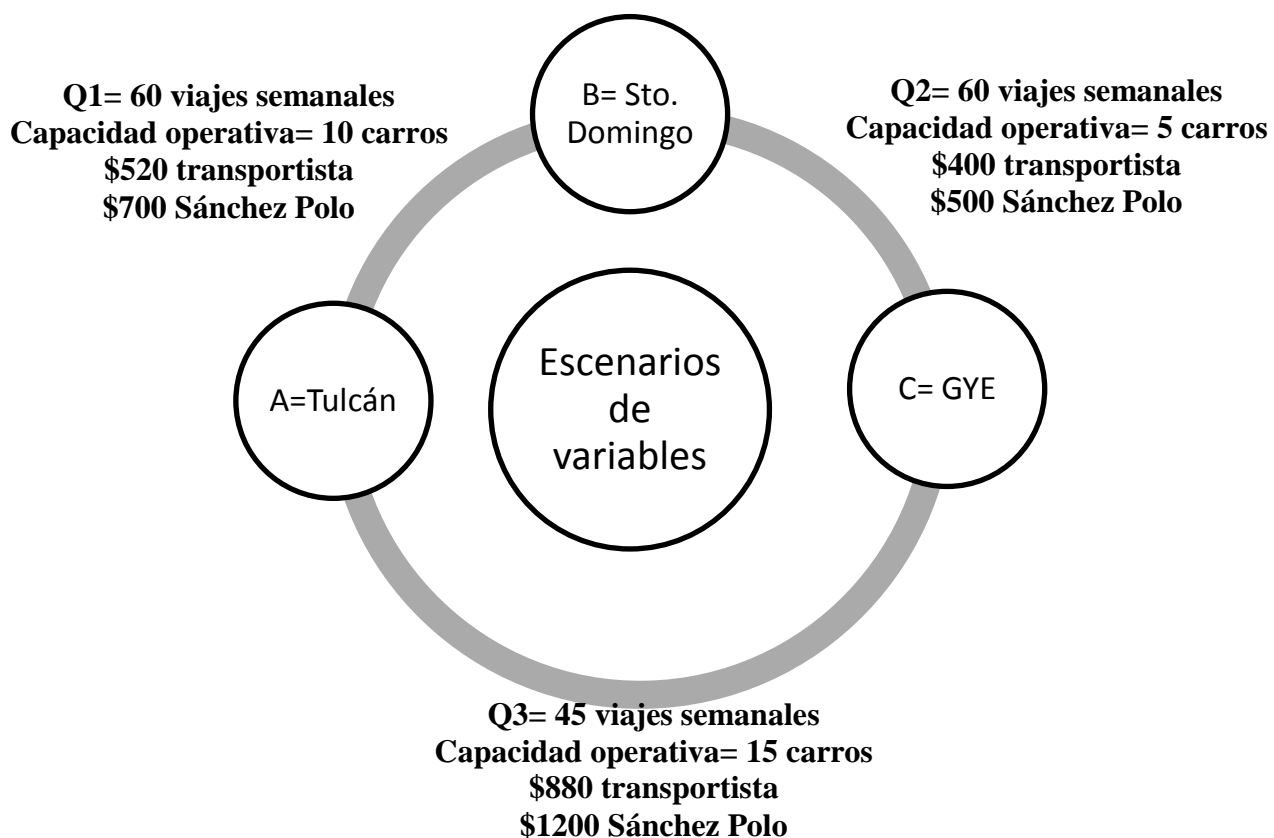 Q1= 60 viajes semanales
Capacidad operativa= 10 carros
$520 transportista
$700 Sánchez Polo
B= Sto.
Domingo
Q2= 60 viajes semanales
Capacidad operativa= 5 carros
$400 transportista
$500 Sánchez Polo
A=Tulcán
Escenarios
de
variables
C= GYE
Q3= 45 viajes semanales
Capacidad operativa= 15 carros
$880 transportista
$1200 Sánchez Polo